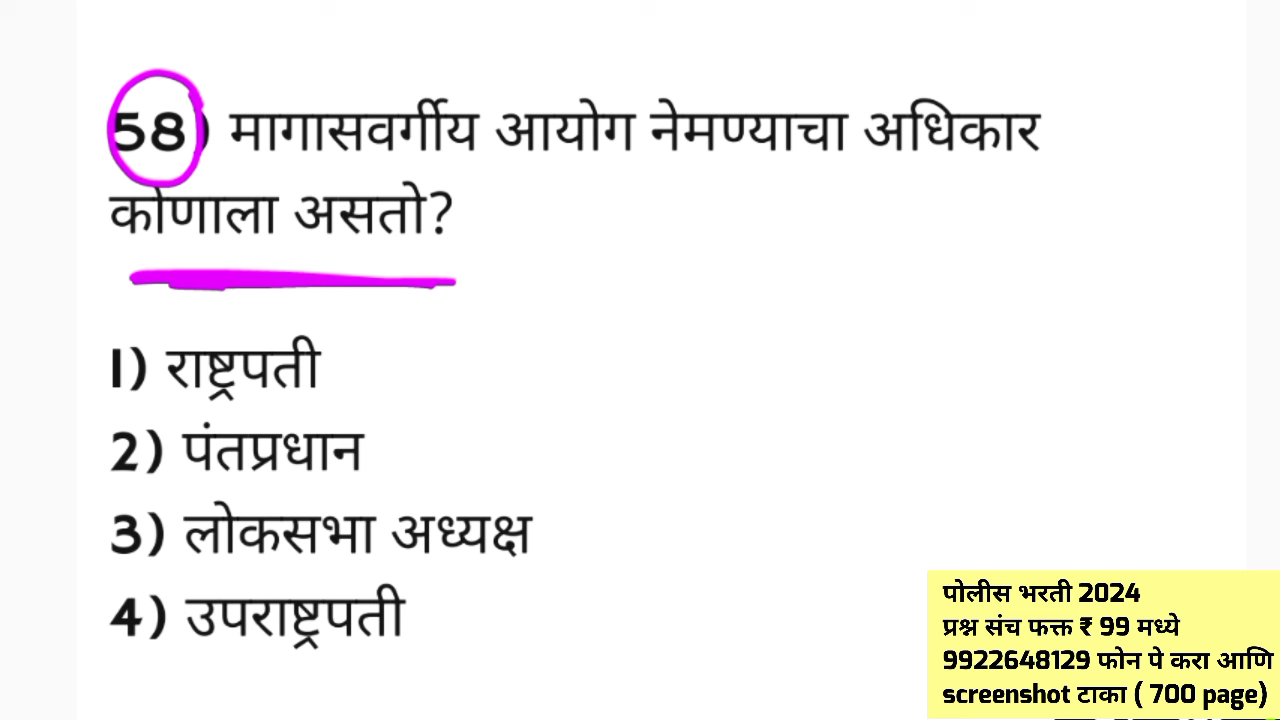 58) मागासवर्गीय आयोग नेमण्याचा अधिकार
कोणाला असतो?
1) राष्ट्रपती
2) पंतप्रधान
3) लोकसभा अध्यक्ष
4) उपराष्ट्रपती
पोलीस भरती 2024
प्रश्न संच फक्त ₹ 99 मध्ये
9922648129 फोन पे करा आणि
screenshot टाका ( 700 page)